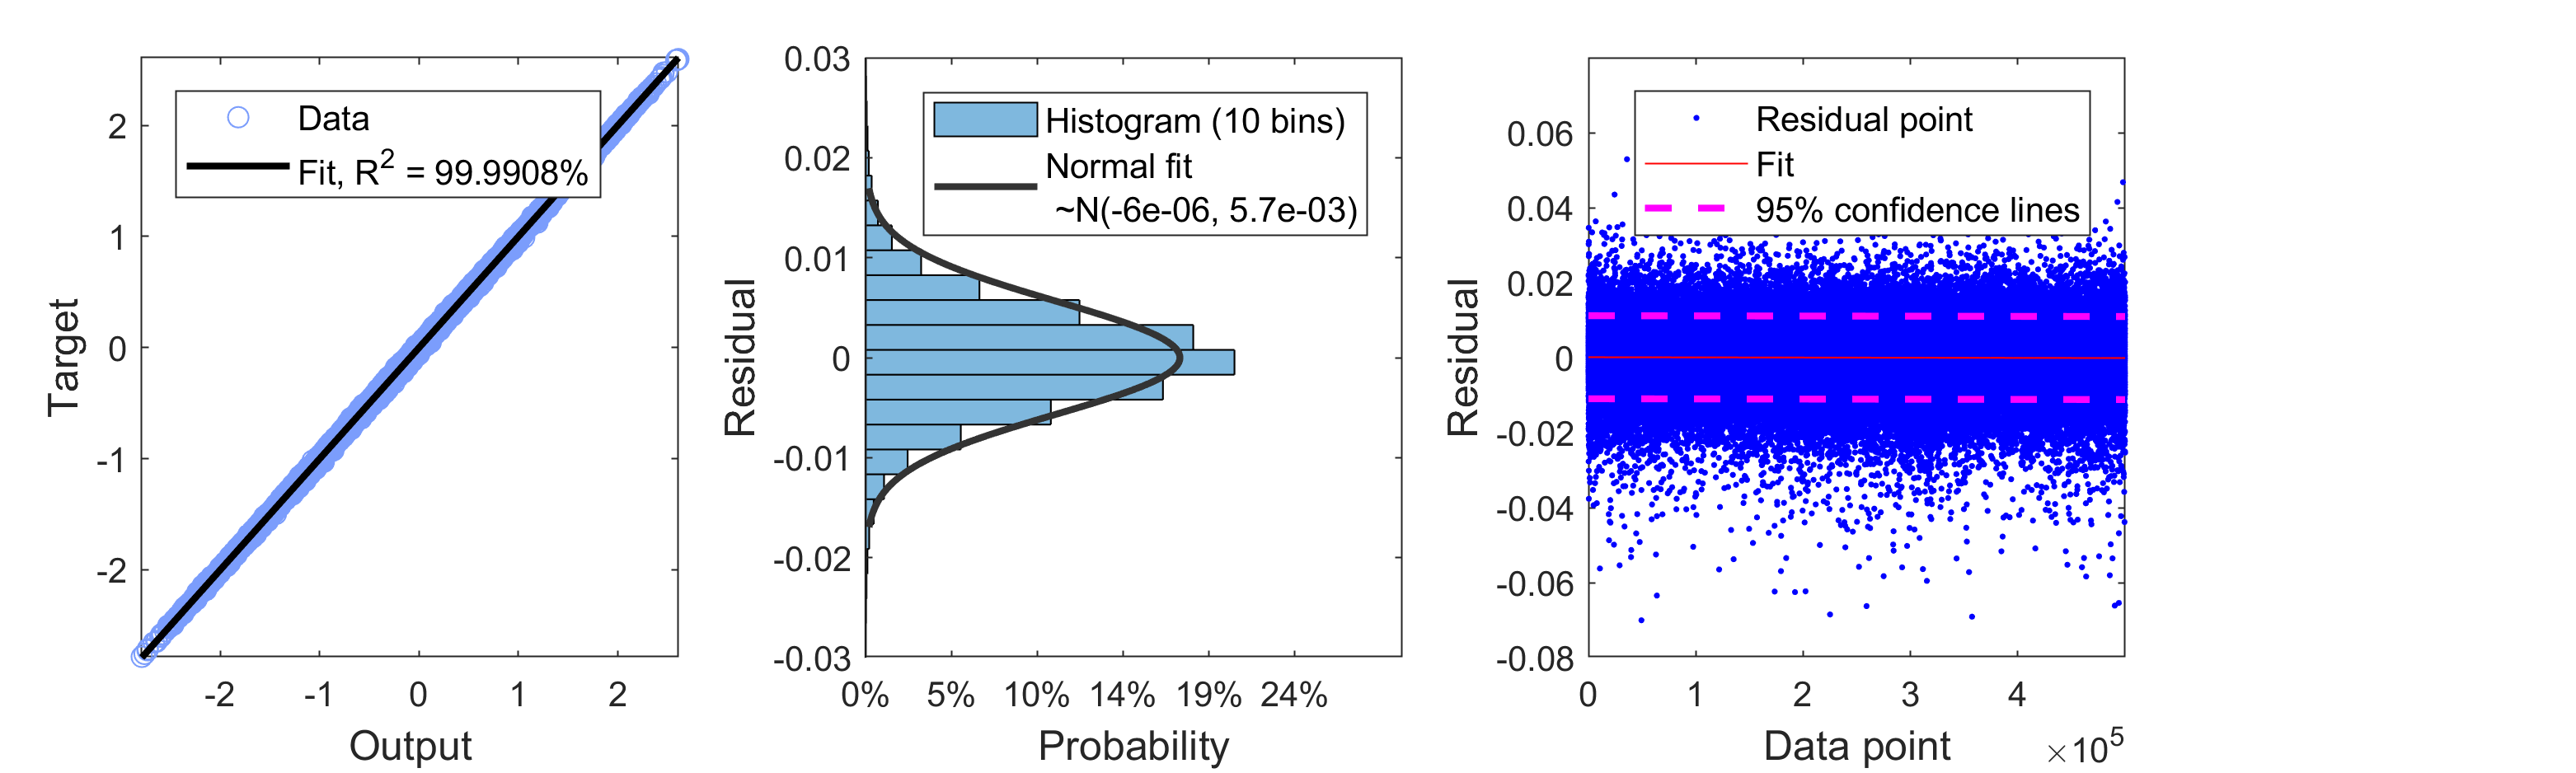 Target
2
1
0
-1
-2
Data
Fit, R² = 99.9908%
-2 -1 0 1 2
Output
Residual
0.03
0.02
0.01
0
-0.01
-0.02
-0.03
Histogram (10 bins)
Normal fit
~N(-6e-06, 5.7e-03)
0% 5% 10% 14% 19% 24%
Probability
Residual
0.06
0.04
0.02
0
-0.02
-0.04
-0.06
-0.08
Residual point
Fit
95% confidence lines
0 1 2 3 4
Data point ×10⁵